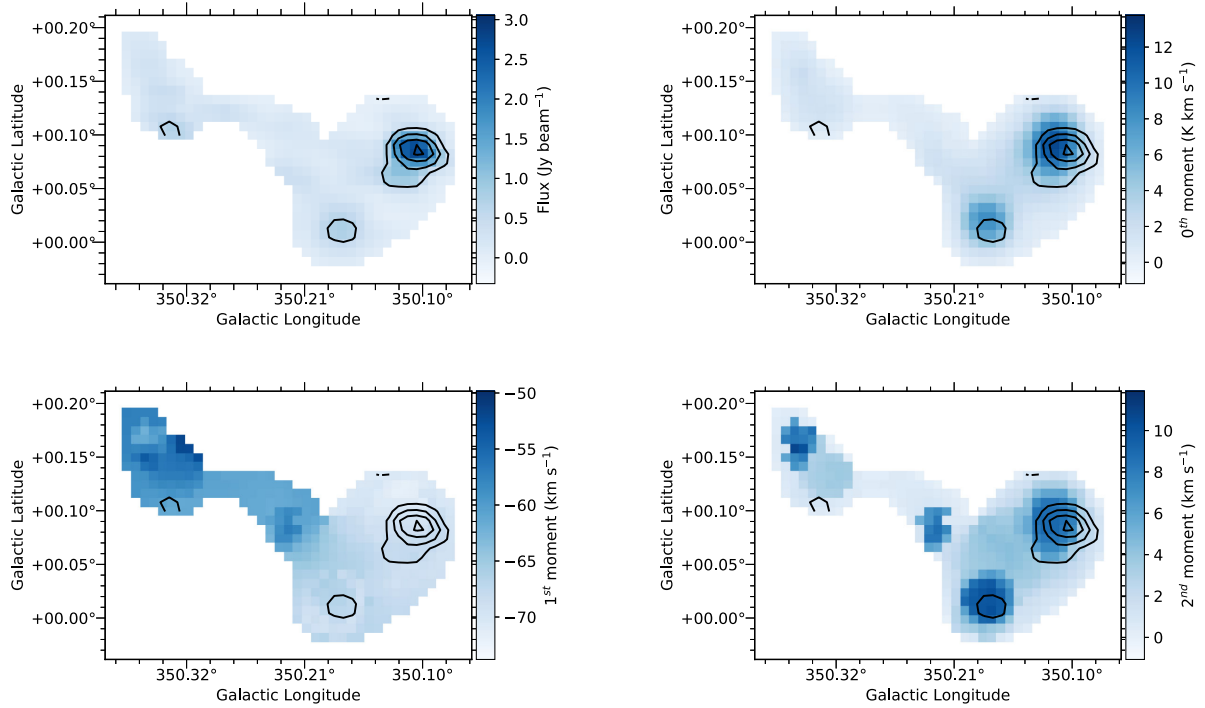 +00.20°
+00.15°
+00.10°
+00.05°
+00.00°
Galactic Latitude
350.32° 350.21° 350.10°
Galactic Longitude
3.0
2.5
2.0
1.5
1.0
0.5
0.0
Flux (Jy beam⁻¹)
+00.20°
+00.15°
+00.10°
+00.05°
+00.00°
Galactic Latitude
350.32° 350.21° 350.10°
Galactic Longitude
12
10
8
6
4
2
0
0ᵗʰ moment (K km s⁻¹)
+00.20°
+00.15°
+00.10°
+00.05°
+00.00°
Galactic Latitude
350.32° 350.21° 350.10°
Galactic Longitude
−50
−55
−60
−65
−70
1ˢᵗ moment (km s⁻¹)
+00.20°
+00.15°
+00.10°
+00.05°
+00.00°
Galactic Latitude
350.32° 350.21° 350.10°
Galactic Longitude
10
8
6
4
2
0
2ⁿᵈ moment (km s⁻¹)